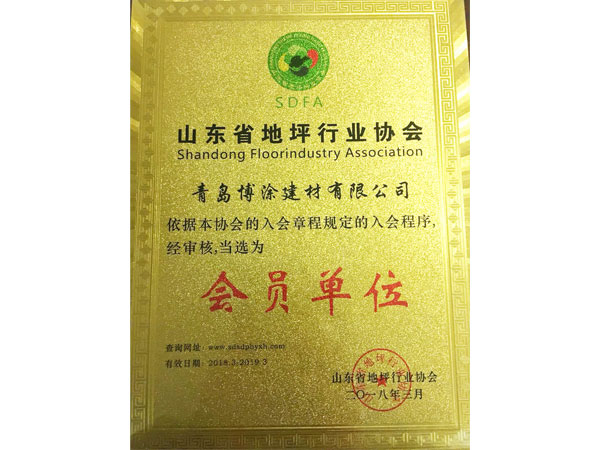 SDFA
山东省地坪行业协会
Shandong Floorindustry Association
青岛博涂建材有限公司
依据本协会的入会章程规定的入会程序,
经审核,当选为
会员单位
查询网址: www.sdsdphyxh.com
有效日期: 2018.3-2019.3
山东省地坪行业协会
二〇一八年三月